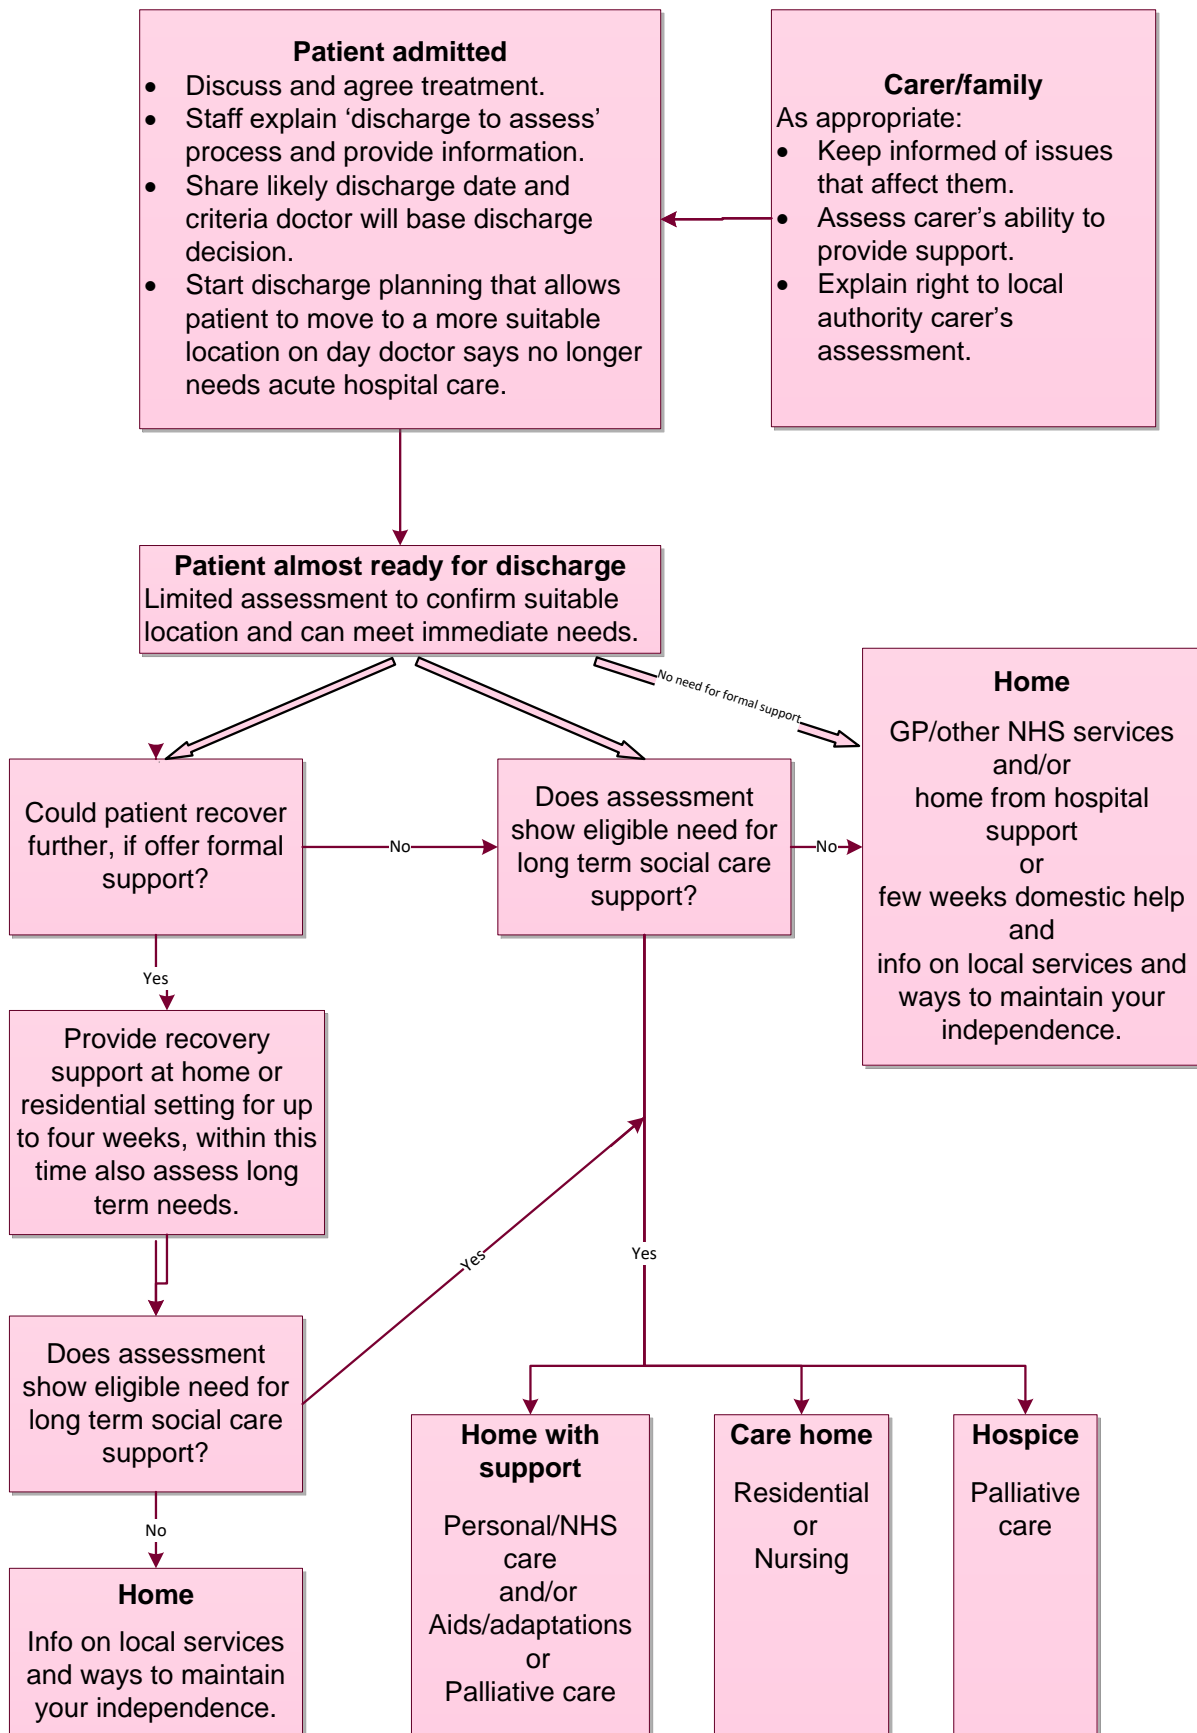 Patient admitted
• Discuss and agree treatment.
• Staff explain ‘discharge to assess’
process and provide information.
• Share likely discharge date and
criteria doctor will base discharge
decision.
• Start discharge planning that allows
patient to move to a more suitable
location on day doctor says no longer
needs acute hospital care.
Carer/family
As appropriate:
• Keep informed of issues
that affect them.
• Assess carer’s ability to
provide support.
• Explain right to local
authority carer’s
assessment.
Patient almost ready for discharge
Limited assessment to confirm suitable
location and can meet immediate needs.
No need for formal support
Could patient recover
further, if offer formal
support?
No
Does assessment
show eligible need for
long term social care
support?
No
Home
GP/other NHS services
and/or
home from hospital
support
or
few weeks domestic help
and
info on local services and
ways to maintain your
independence.
Yes
Provide recovery
support at home or
residential setting for up
to four weeks, within this
time also assess long
term needs.
Yes
Yes
Does assessment
show eligible need for
long term social care
support?
No
Home
Info on local services
and ways to maintain
your independence.
Home with
support
Personal/NHS
care
and/or
Aids/adaptations
or
Palliative care
Care home
Residential
or
Nursing
Hospice
Palliative
care